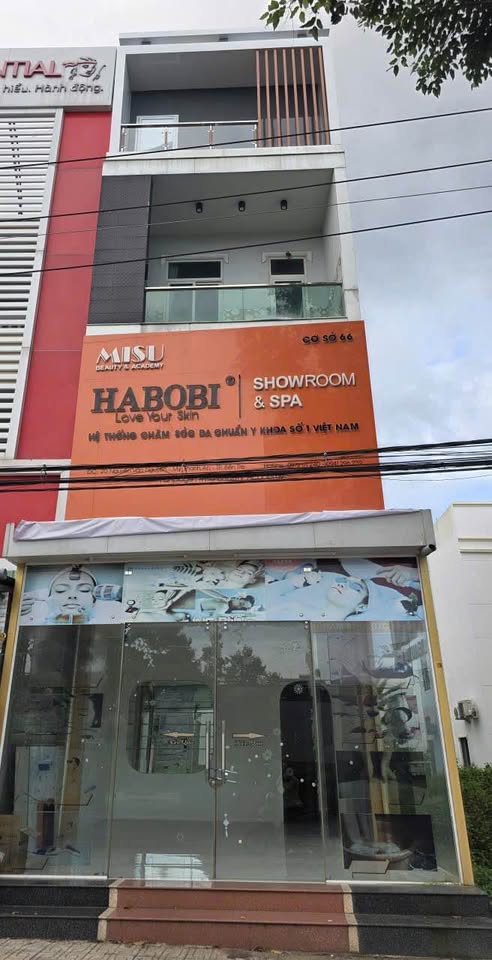 NTIAL
hiểu. Hành động.
CƠ SỞ 66
MISU
BEAUTY & ACADEMY
HABOBI ®
Love Your Skin
SHOWROOM
& SPA
HỆ THỐNG CHĂM SÓC DA CHUẨN Y KHOA SỐ 1 VIỆT NAM